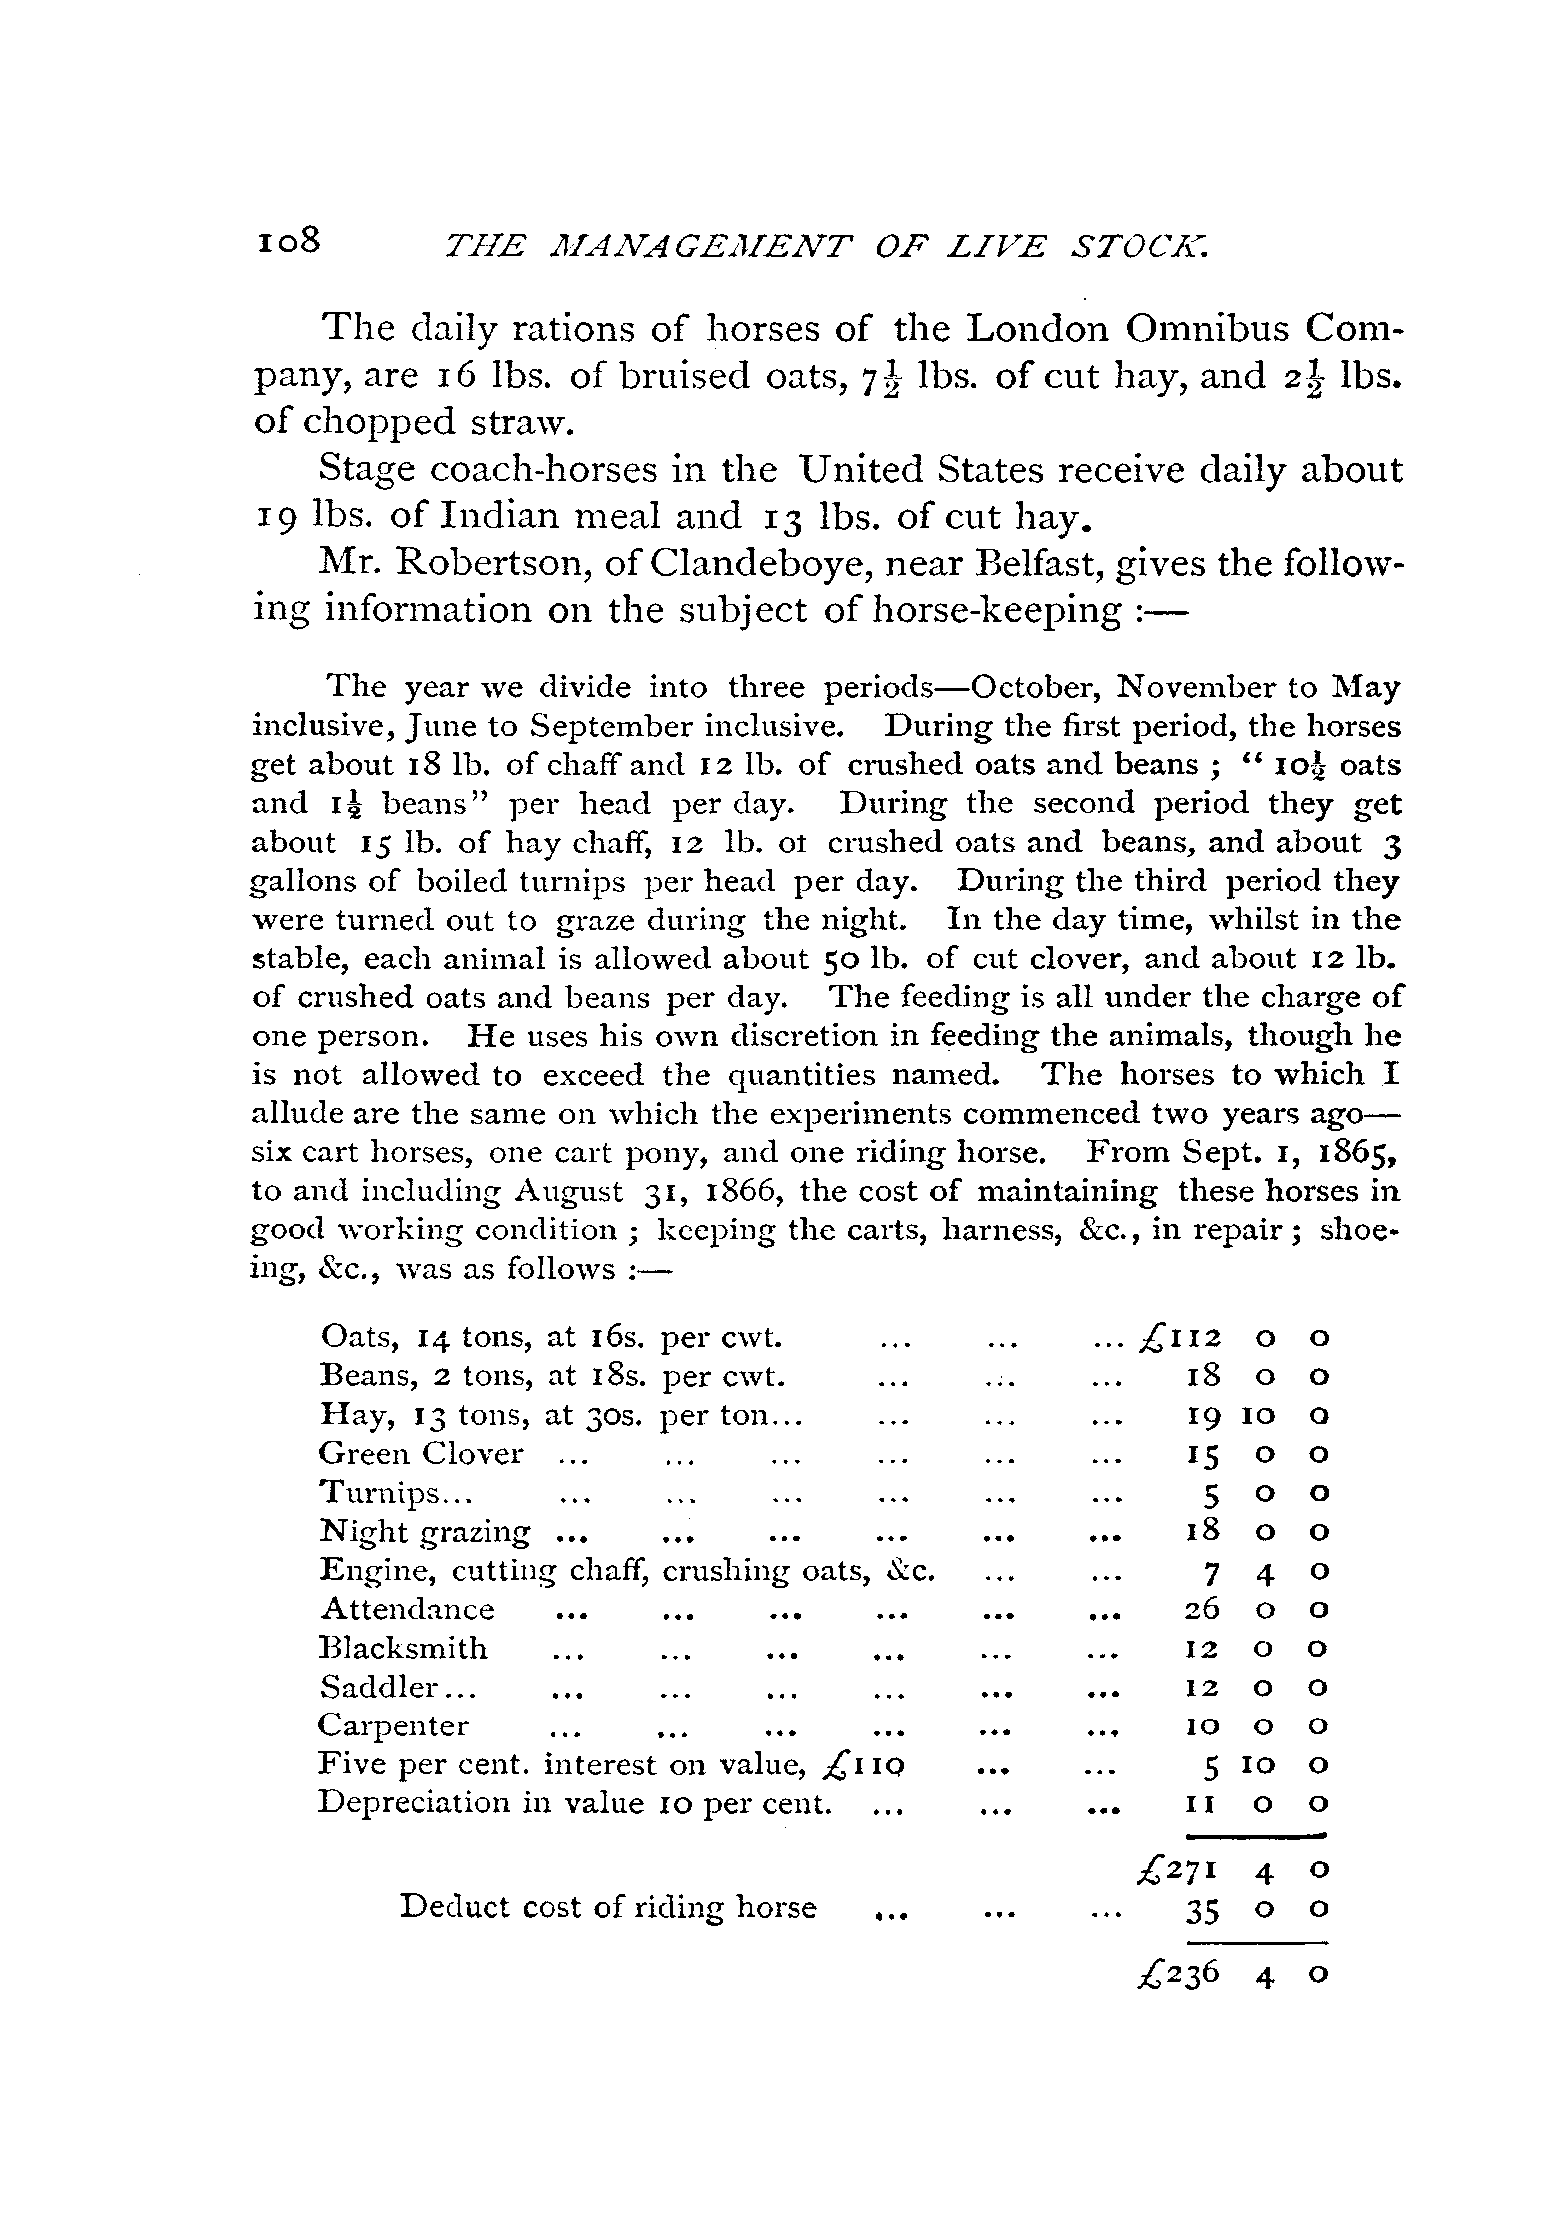 108 THE MANAGEMENT OF LIVE STOCK.
The daily rations of horses of the London Omnibus Com-
pany, are 16 lbs. of bruised oats, 7½ lbs. of cut hay, and 2½ lbs.
of chopped straw.
Stage coach-horses in the United States receive daily about
19 lbs. of Indian meal and 13 lbs. of cut hay.
Mr. Robertson, of Clandeboye, near Belfast, gives the follow-
ing information on the subject of horse-keeping :—
The year we divide into three periods—October, November to May
inclusive, June to September inclusive. During the first period, the horses
get about 18 lb. of chaff and 12 lb. of crushed oats and beans ; “ 10½ oats
and 1½ beans” per head per day. During the second period they get
about 15 lb. of hay chaff, 12 lb. of crushed oats and beans, and about 3
gallons of boiled turnips per head per day. During the third period they
were turned out to graze during the night. In the day time, whilst in the
stable, each animal is allowed about 50 lb. of cut clover, and about 12 lb.
of crushed oats and beans per day. The feeding is all under the charge of
one person. He uses his own discretion in feeding the animals, though he
is not allowed to exceed the quantities named. The horses to which I
allude are the same on which the experiments commenced two years ago—
six cart horses, one cart pony, and one riding horse. From Sept. 1, 1865,
to and including August 31, 1866, the cost of maintaining these horses in
good working condition ; keeping the carts, harness, &c., in repair ; shoe-
ing, &c., was as follows :—
Oats, 14 tons, at 16s. per cwt. ... ... ... £112 0 0
Beans, 2 tons, at 18s. per cwt. ... ... ... 18 0 0
Hay, 13 tons, at 30s. per ton... ... ... ... 19 10 0
Green Clover ... ... ... ... ... ... 15 0 0
Turnips... ... ... ... ... ... ... 5 0 0
Night grazing ... ... ... ... ... ... 18 0 0
Engine, cutting chaff, crushing oats, &c. ... ... 7 4 0
Attendance ... ... ... ... ... ... 26 0 0
Blacksmith ... ... ... ... ... ... 12 0 0
Saddler... ... ... ... ... ... ... 12 0 0
Carpenter ... ... ... ... ... ... 10 0 0
Five per cent. interest on value, £110 ... ... 5 10 0
Depreciation in value 10 per cent. ... ... ... 11 0 0
£271 4 0
Deduct cost of riding horse ... ... ... 35 0 0
£236 4 0